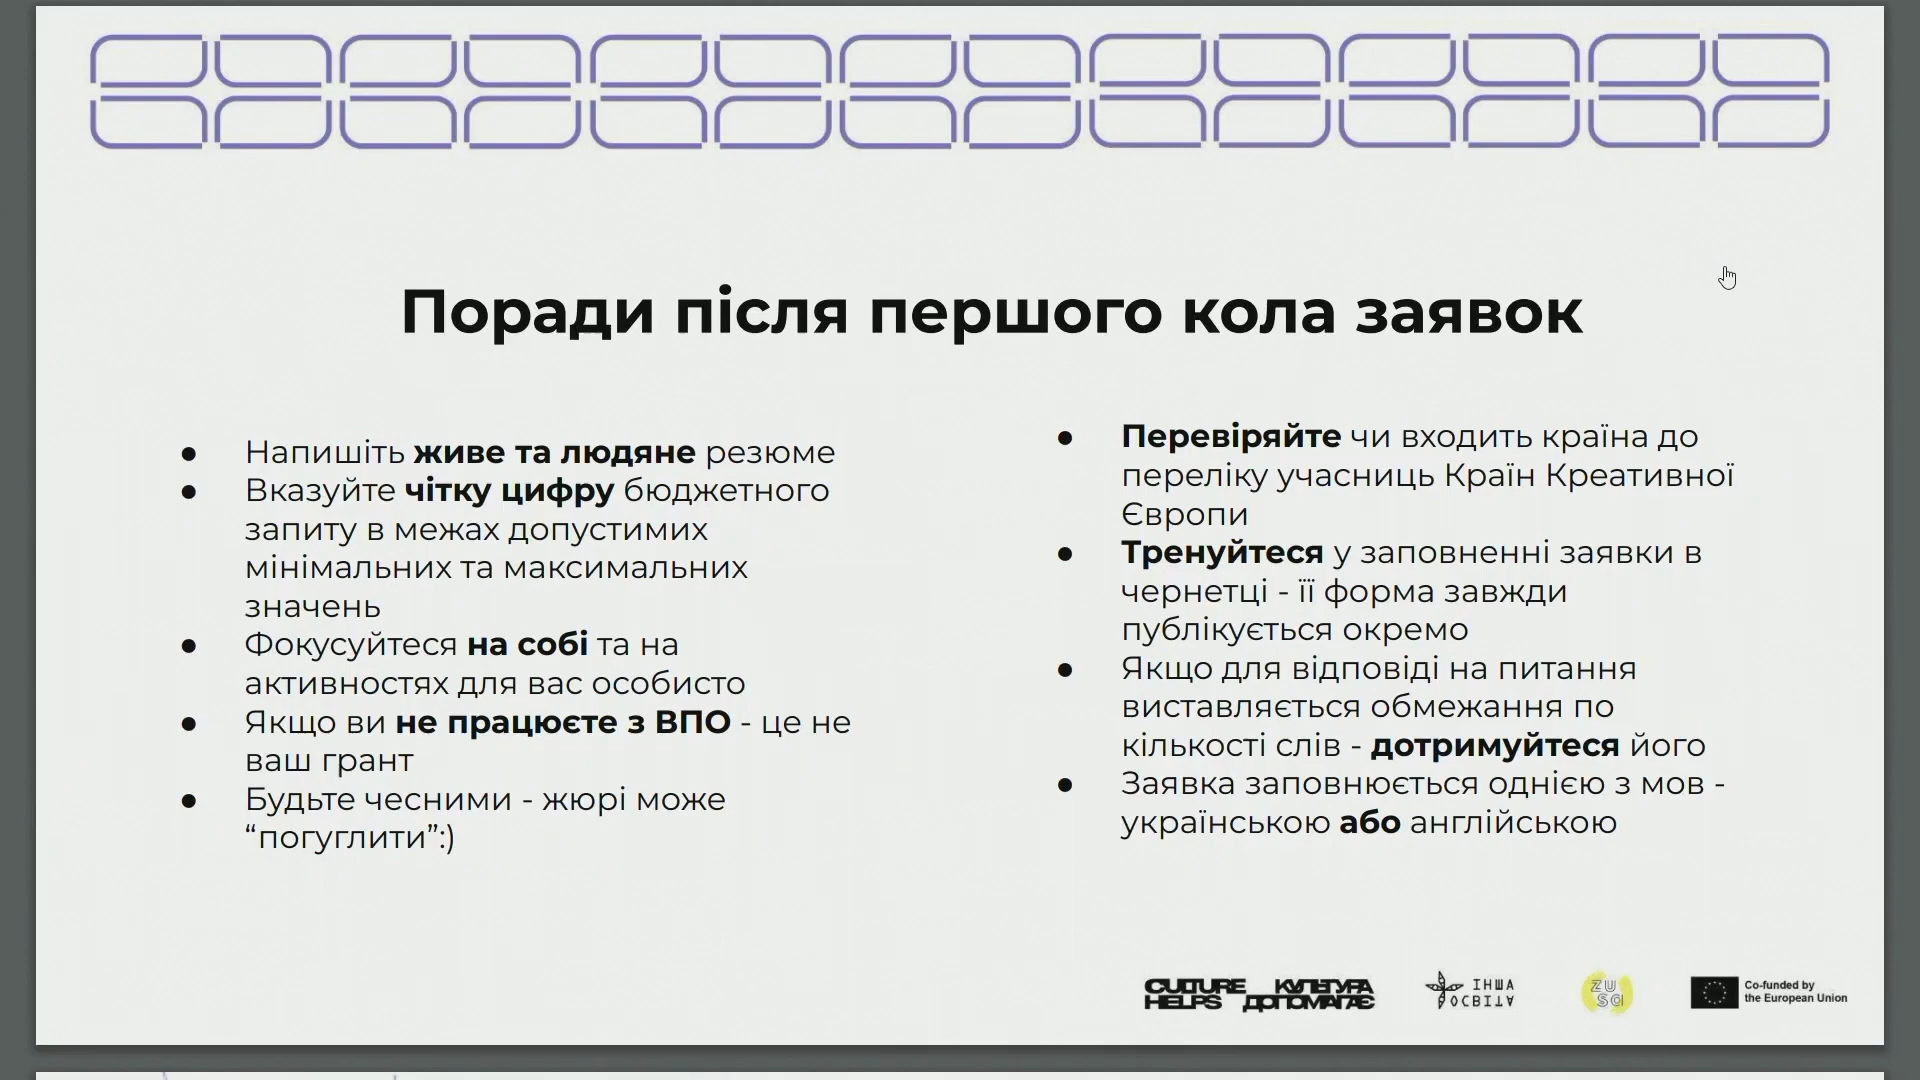 Поради після першого кола заявок
● Напишіть живе та людяне резюме
● Вказуйте чітку цифру бюджетного
запиту в межах допустимих
мінімальних та максимальних
значень
● Фокусуйтеся на собі та на
активностях для вас особисто
● Якщо ви не працюєте з ВПО - це не
ваш грант
● Будьте чесними - жюрі може
“погуглити”:)
● Перевіряйте чи входить країна до
переліку учасниць Країн Креативної
Європи
● Тренуйтеся у заповненні заявки в
чернетці - її форма завжди
публікується окремо
● Якщо для відповіді на питання
виставляється обмежання по
кількості слів - дотримуйтеся його
● Заявка заповнюється однією з мов -
українською або англійською
CULTURE
HELPS
КУЛЬТУРА
ДОПОМАГАЄ
ІНША
ОСВІТА
ZU
SA
Co-funded by
the European Union